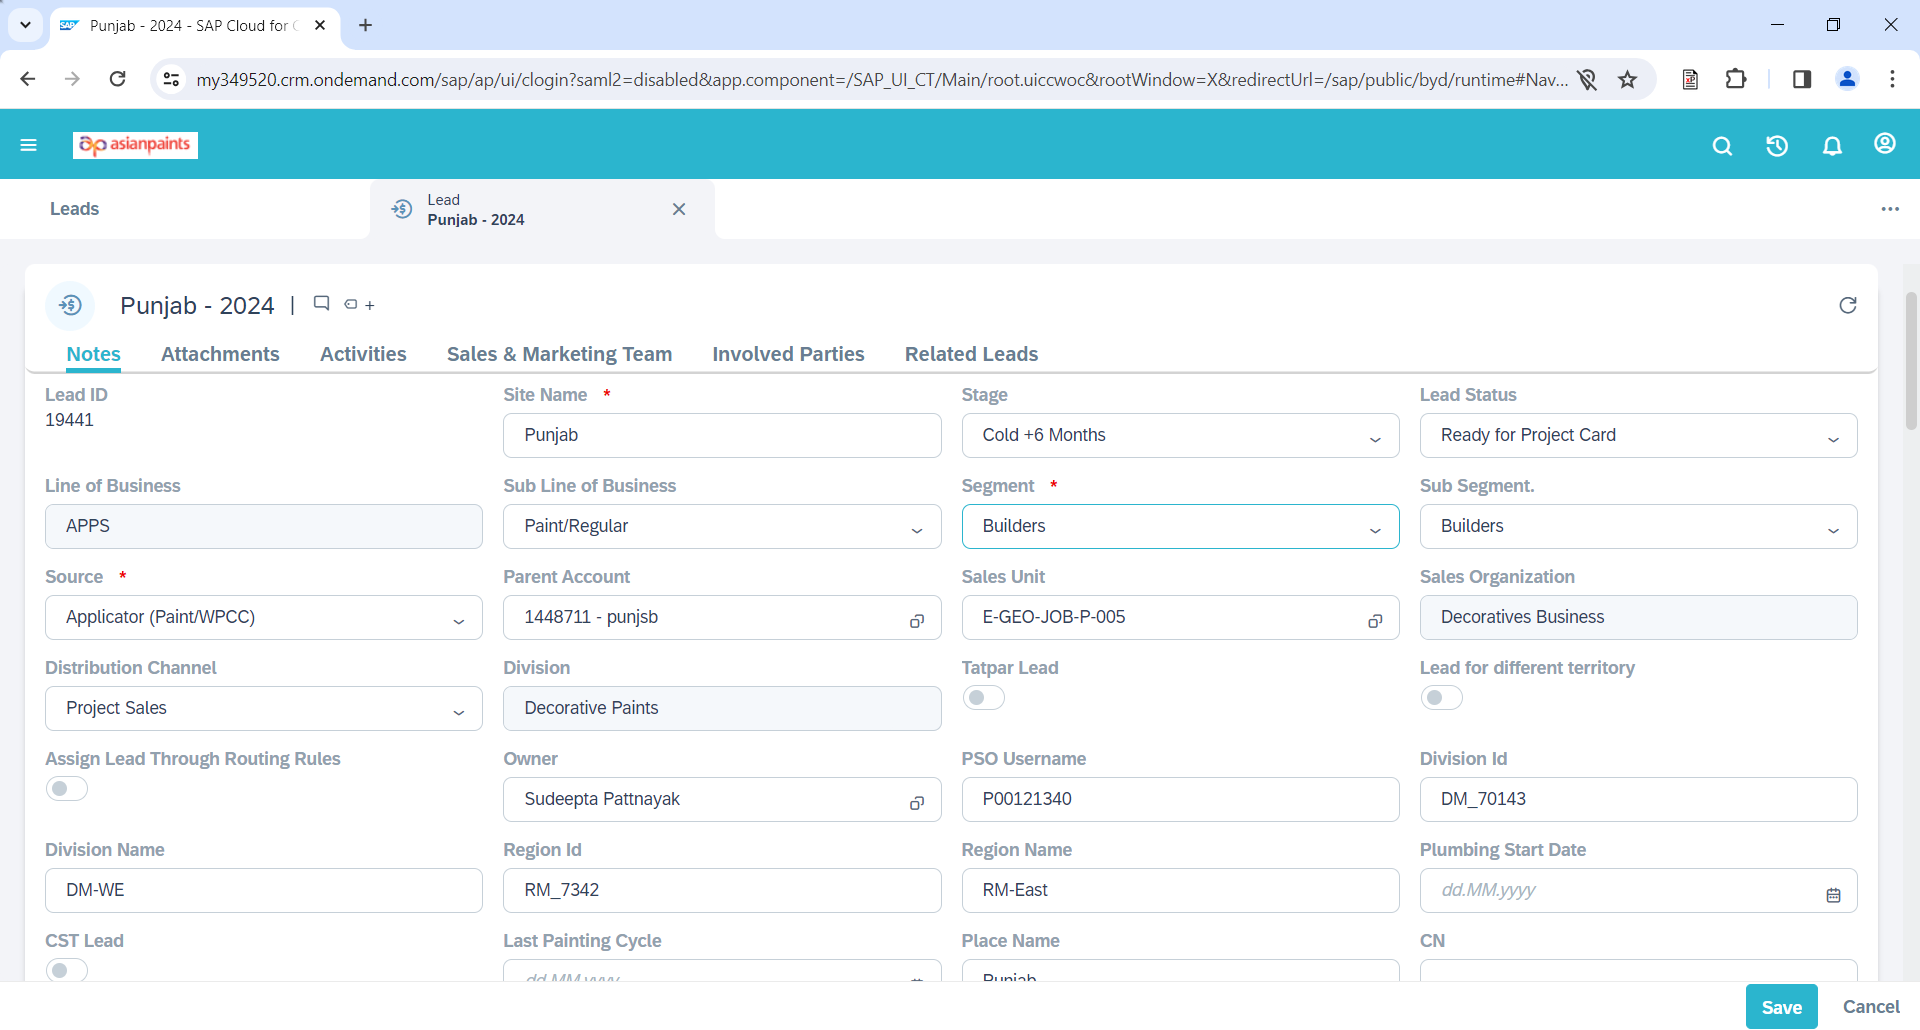 Punjab - 2024 - SAP Cloud for C
my349520.crm.ondemand.com/sap/ap/ui/clogin?saml2=disabled&app.component=/SAP_UI_CT/Main/root.uiccwoc&rootWindow=X&redirectUrl=/sap/public/byd/runtime#Nav...
asianpaints
Leads
Lead
Punjab - 2024
Punjab - 2024 |
Notes Attachments Activities Sales & Marketing Team Involved Parties Related Leads
Lead ID Site Name * Stage Lead Status
19441 Punjab Cold +6 Months Ready for Project Card
Line of Business Sub Line of Business Segment * Sub Segment.
APPS Paint/Regular Builders Builders
Source * Parent Account Sales Unit Sales Organization
Applicator (Paint/WPCC) 1448711 - punjsb E-GEO-JOB-P-005 Decoratives Business
Distribution Channel Division Tatpar Lead Lead for different territory
Project Sales Decorative Paints
Assign Lead Through Routing Rules Owner PSO Username Division Id
Sudeepta Pattnayak P00121340 DM_70143
Division Name Region Id Region Name Plumbing Start Date
DM-WE RM_7342 RM-East dd.MM.yyyy
CST Lead Last Painting Cycle Place Name CN
dd.MM.yyyy Punjab
Save Cancel